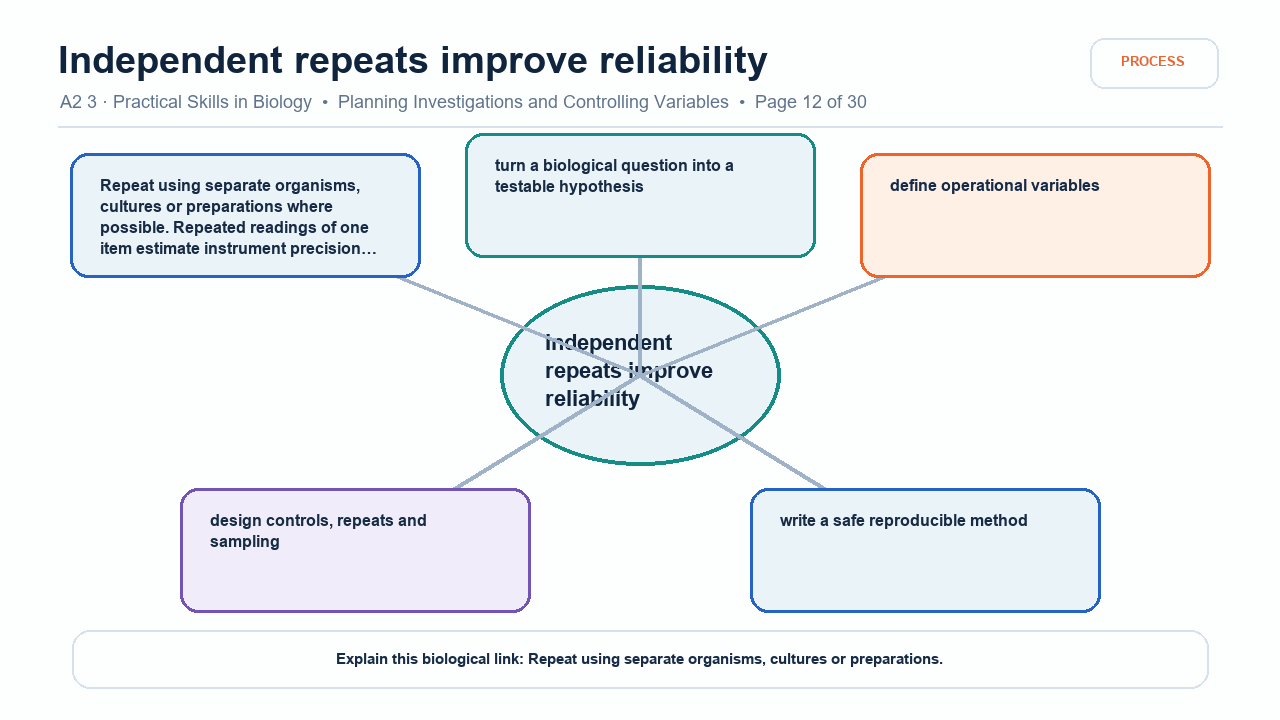 Independent repeats improve reliability
PROCESS
A2 3 · Practical Skills in Biology • Planning Investigations and Controlling Variables • Page 12 of 30
Repeat using separate organisms,
cultures or preparations where
possible. Repeated readings of one
item estimate instrument precision…
turn a biological question into a
testable hypothesis
define operational variables
Independent
repeats improve
reliability
design controls, repeats and
sampling
write a safe reproducible method
Explain this biological link: Repeat using separate organisms, cultures or preparations.